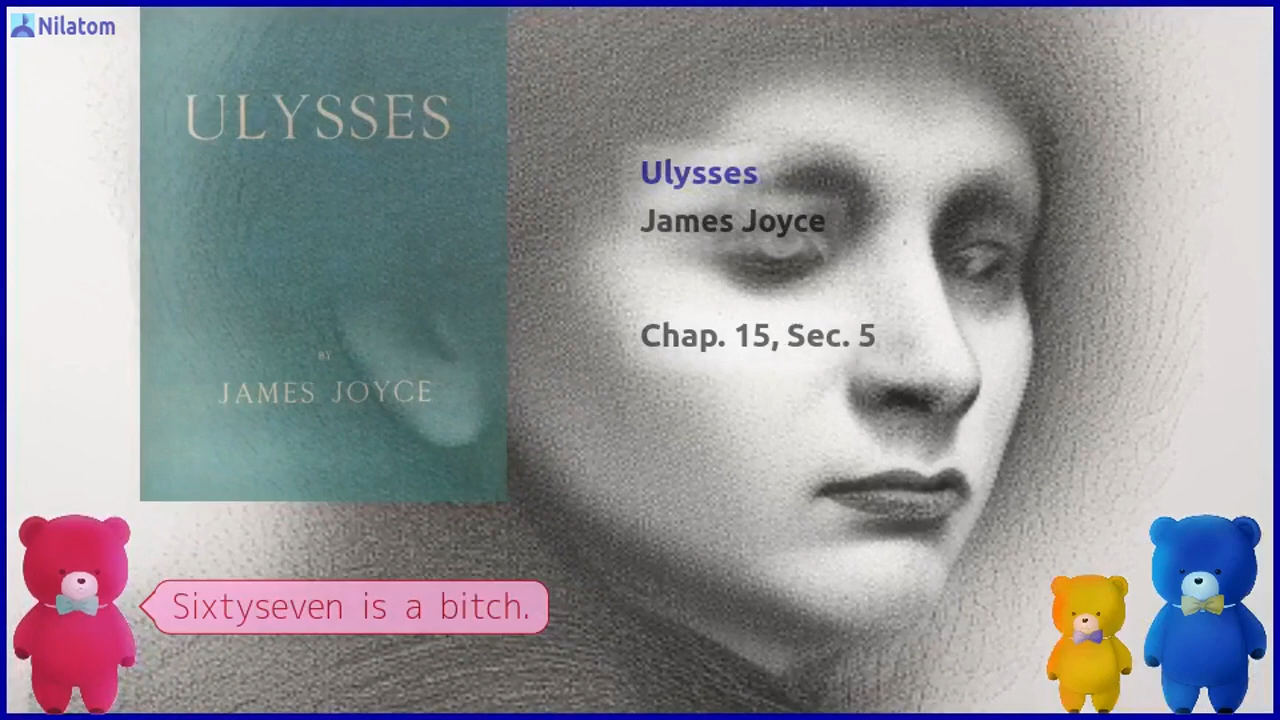 Nilatom
ULYSSES
BY
JAMES JOYCE
Ulysses
James Joyce
Chap. 15, Sec. 5
Sixtyseven is a bitch.